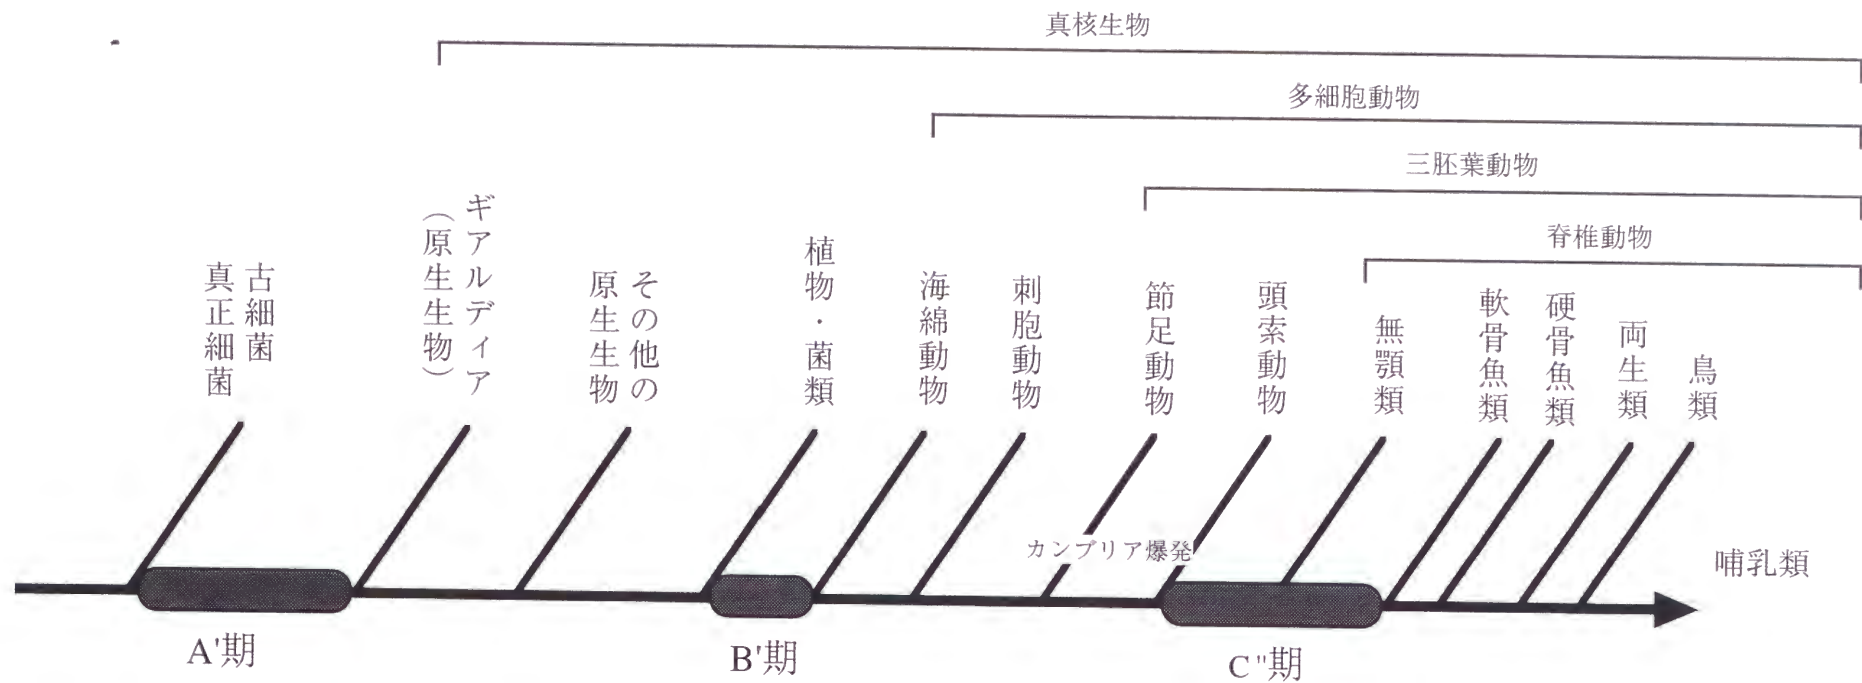 真核生物
多細胞動物
三胚葉動物
脊椎動物
古細菌
真正細菌
ギアルディア
（原生生物）
その他の
原生生物
植物・菌類
海綿動物
刺胞動物
節足動物
頭索動物
無顎類
軟骨魚類
硬骨魚類
両生類
鳥類
カンブリア爆発
哺乳類
A'期
B'期
C"期